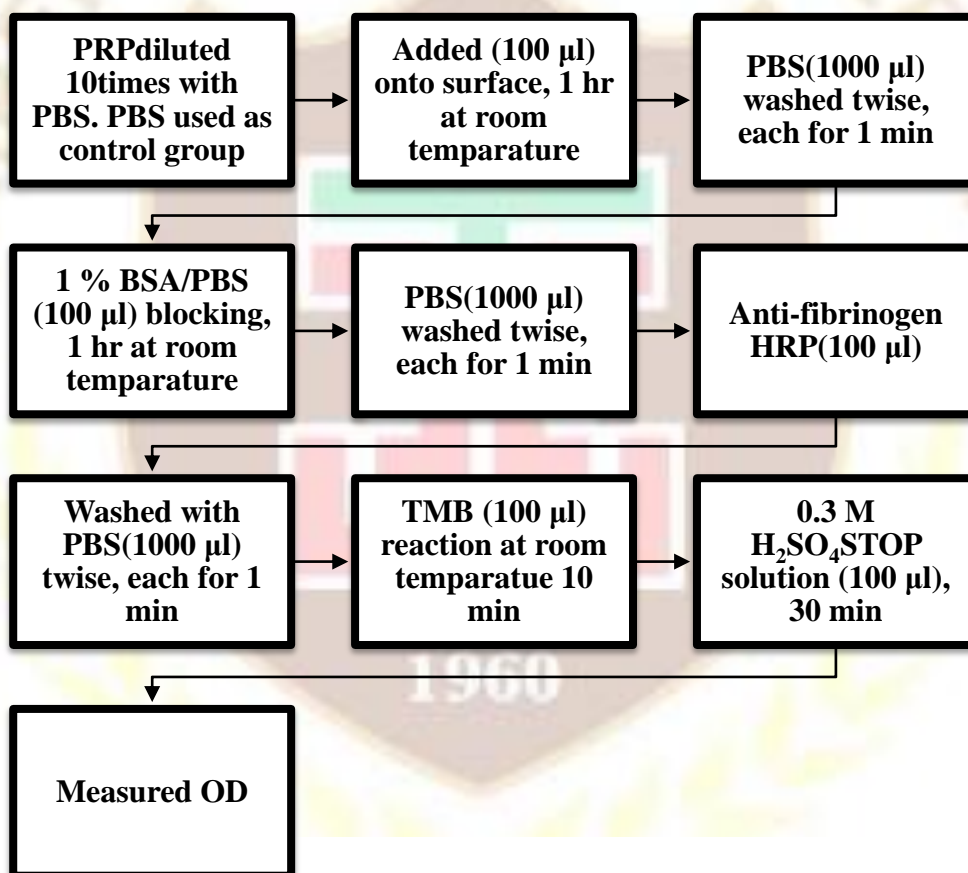 PRPdiluted
10times with
PBS. PBS used as
control group
Added (100 µl)
onto surface, 1 hr
at room
temparature
PBS(1000 µl)
washed twise,
each for 1 min
1 % BSA/PBS
(100 µl) blocking,
1 hr at room
temparature
PBS(1000 µl)
washed twise,
each for 1 min
Anti-fibrinogen
HRP(100 µl)
Washed with
PBS(1000 µl)
twise, each for 1
min
TMB (100 µl)
reaction at room
temparatue 10
min
0.3 M
H₂SO₄STOP
solution (100 µl),
30 min
1960
Measured OD